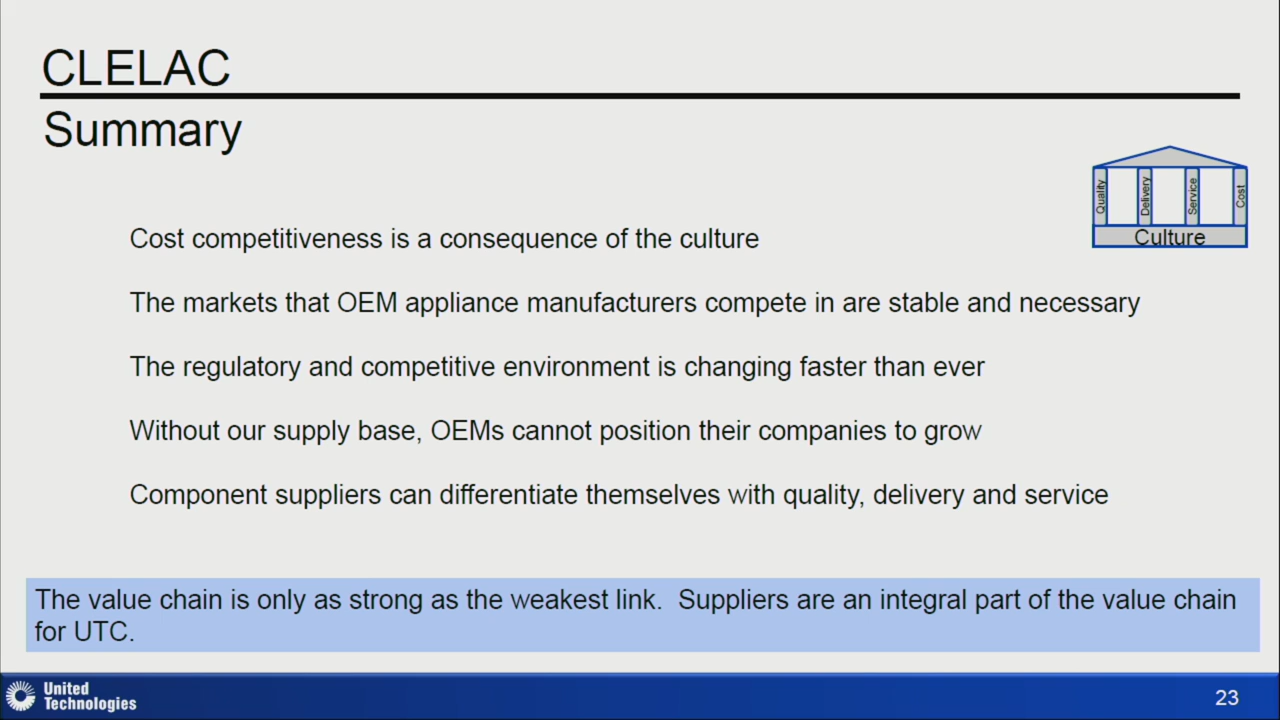 CLELAC
Summary
Quality
Delivery
Service
Cost
Culture
Cost competitiveness is a consequence of the culture
The markets that OEM appliance manufacturers compete in are stable and necessary
The regulatory and competitive environment is changing faster than ever
Without our supply base, OEMs cannot position their companies to grow
Component suppliers can differentiate themselves with quality, delivery and service
The value chain is only as strong as the weakest link.  Suppliers are an integral part of the value chain
for UTC.
United
Technologies
23